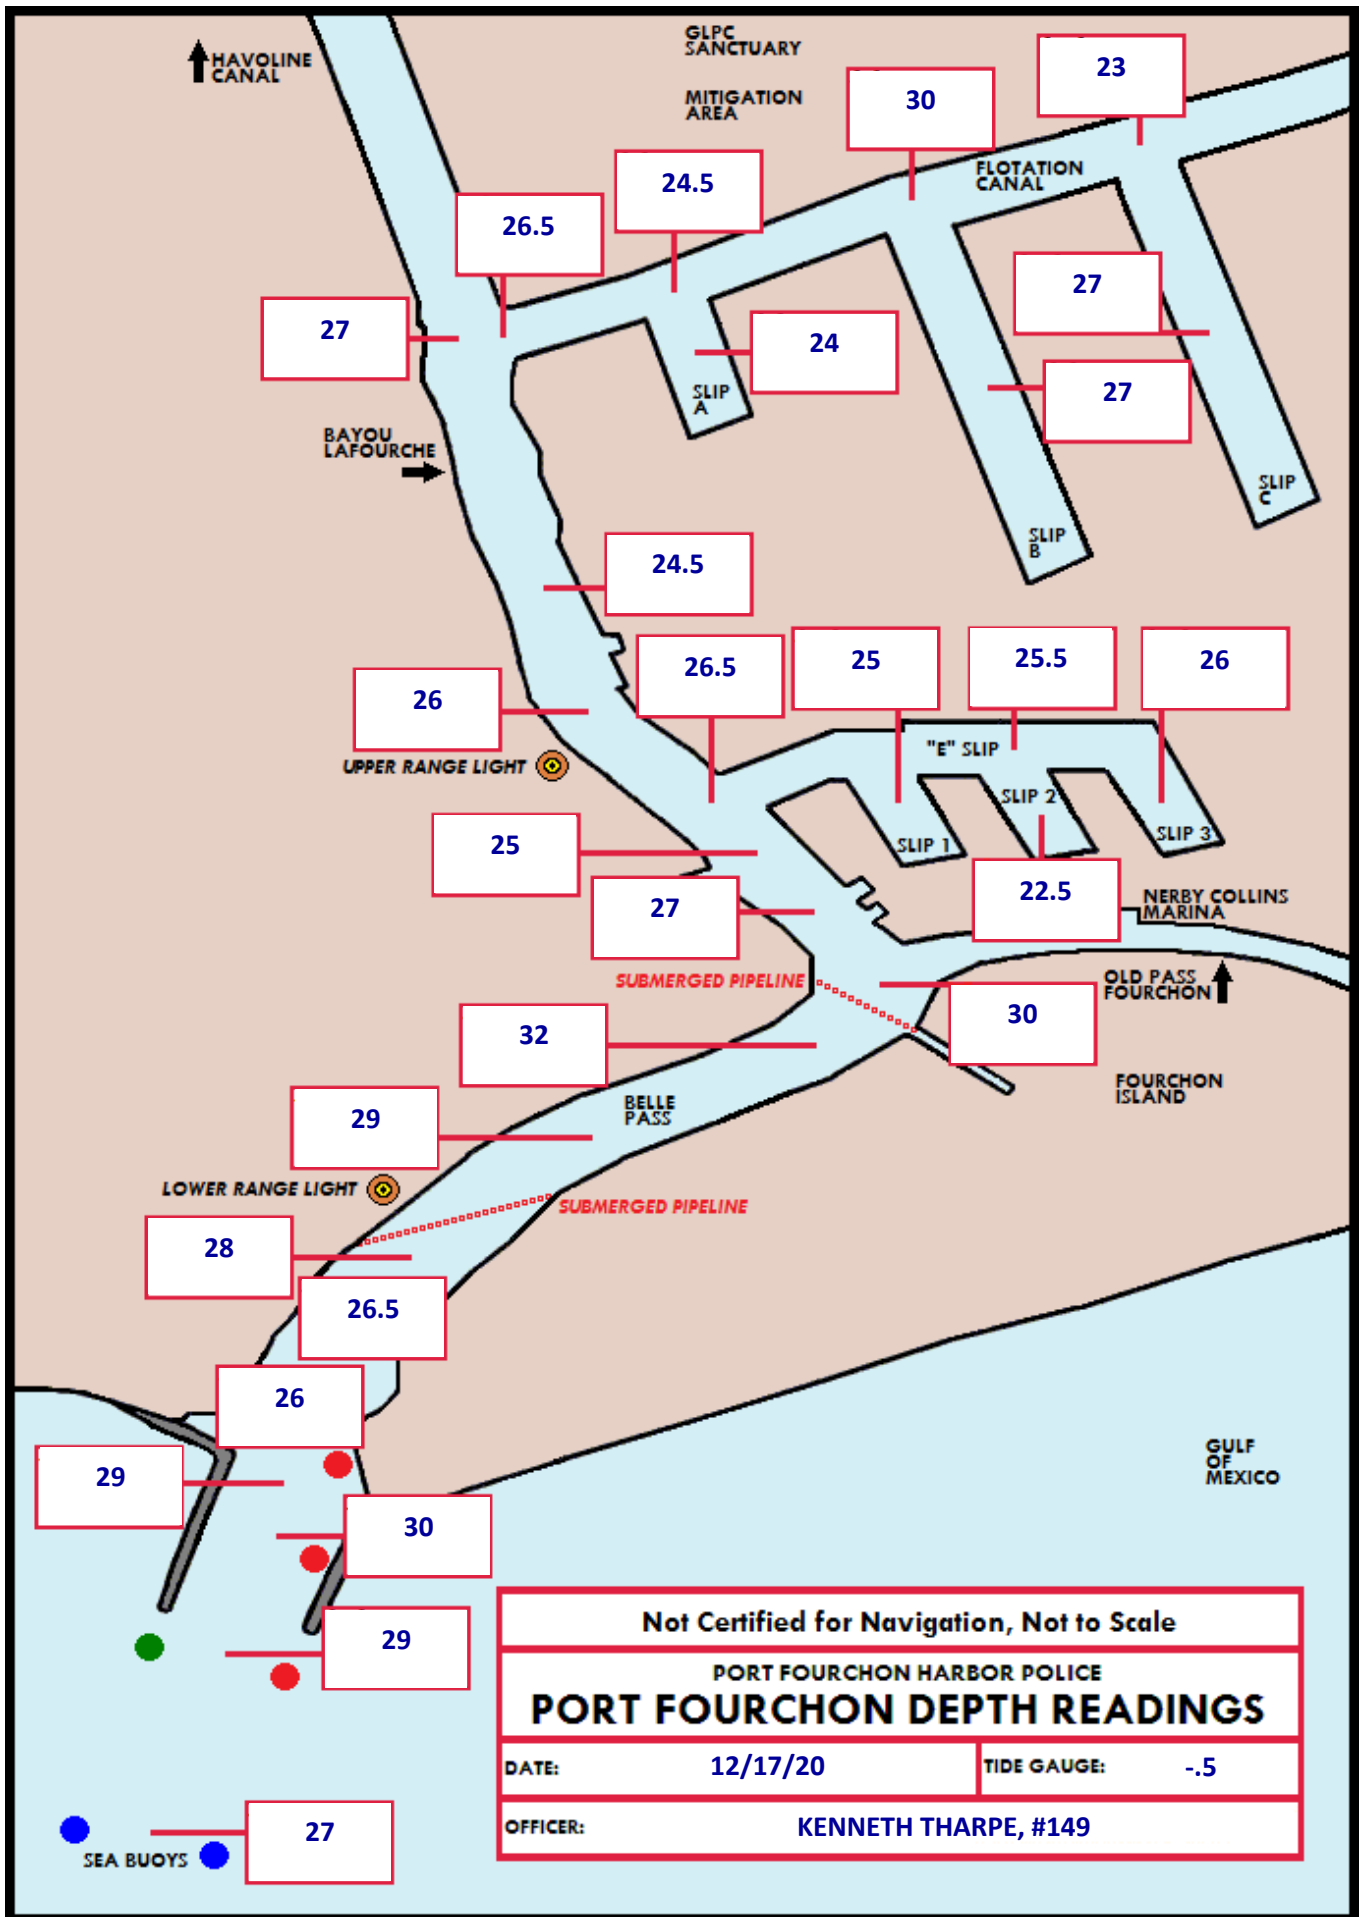 HAVOLINE
CANAL
GLPC
SANCTUARY
MITIGATION
AREA
23
30
FLOTATION
CANAL
24.5
26.5
27
27
24
27
SLIP
A
BAYOU
LAFOURCHE
SLIP
C
SLIP
B
24.5
26.5
25
25.5
26
26
UPPER RANGE LIGHT
"E" SLIP
SLIP 2
SLIP 1
SLIP 3
25
22.5
27
NERBY COLLINS
MARINA
SUBMERGED PIPELINE
OLD PASS
FOURCHON
30
32
FOURCHON
ISLAND
BELLE
PASS
29
LOWER RANGE LIGHT
SUBMERGED PIPELINE
28
26.5
26
29
GULF
OF
MEXICO
30
29
Not Certified for Navigation, Not to Scale
PORT FOURCHON HARBOR POLICE
PORT FOURCHON DEPTH READINGS
DATE: 12/17/20 TIDE GAUGE: -.5
OFFICER: KENNETH THARPE, #149
27
SEA BUOYS